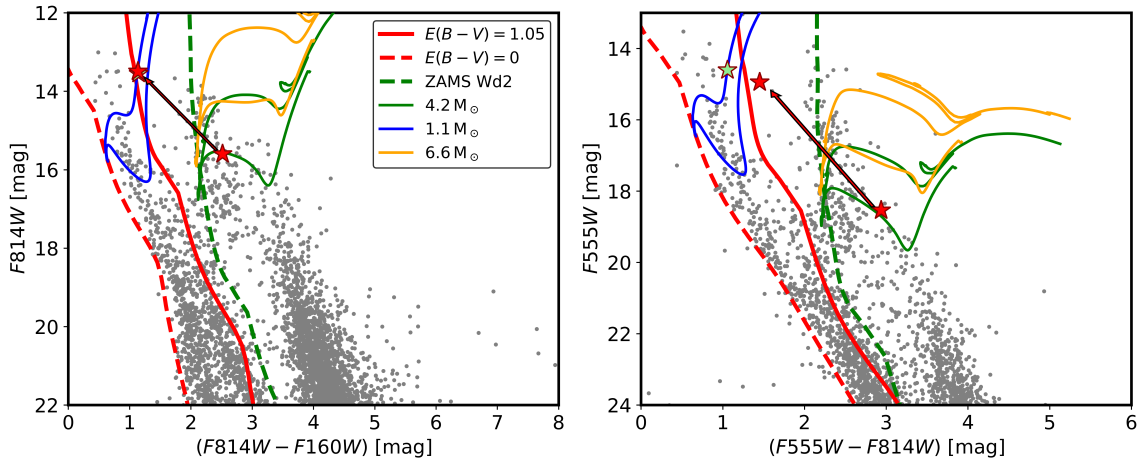 12
14
16
18
20
22
F814W [mag]
0 1 2 3 4 5 6 7 8
(F814W − F160W) [mag]
E(B − V) = 1.05
E(B − V) = 0
ZAMS Wd2
4.2 M⊙
1.1 M⊙
6.6 M⊙
14
16
18
20
22
24
F555W [mag]
0 1 2 3 4 5 6
(F555W − F814W) [mag]